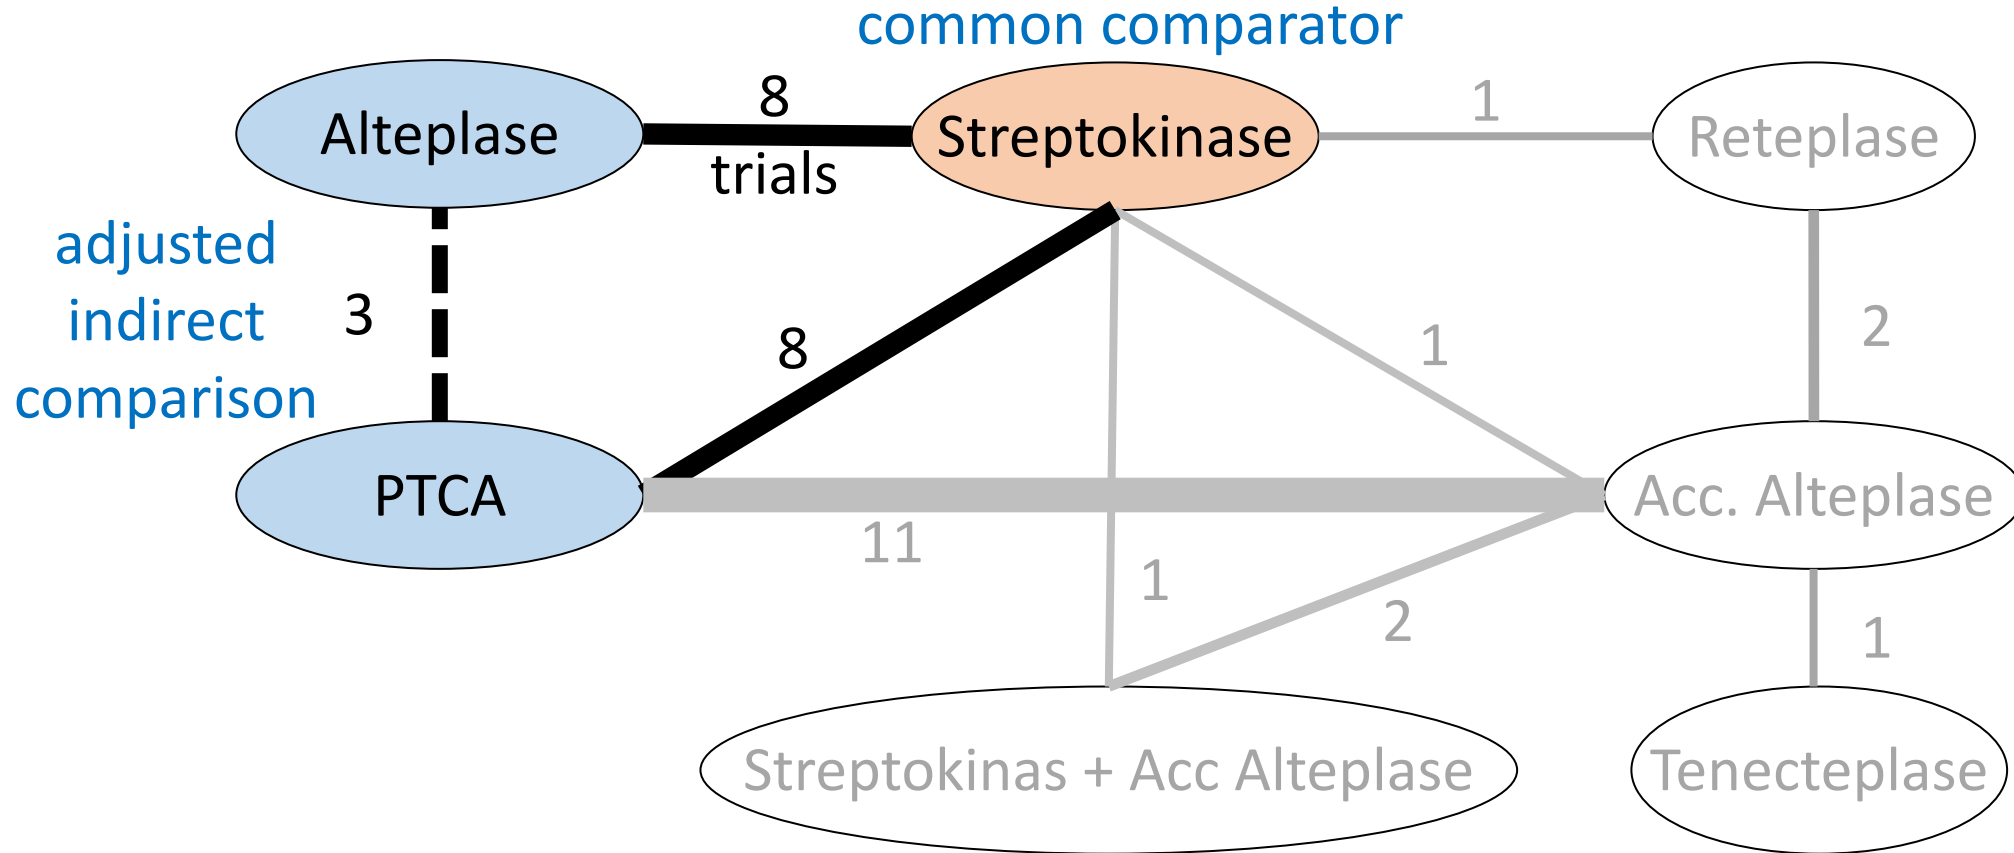 common comparator
Alteplase
8
trials
Streptokinase
1
Reteplase
adjusted
indirect
comparison
3
8
1
2
PTCA
11
Acc. Alteplase
1
2
1
Streptokinas + Acc Alteplase
Tenecteplase